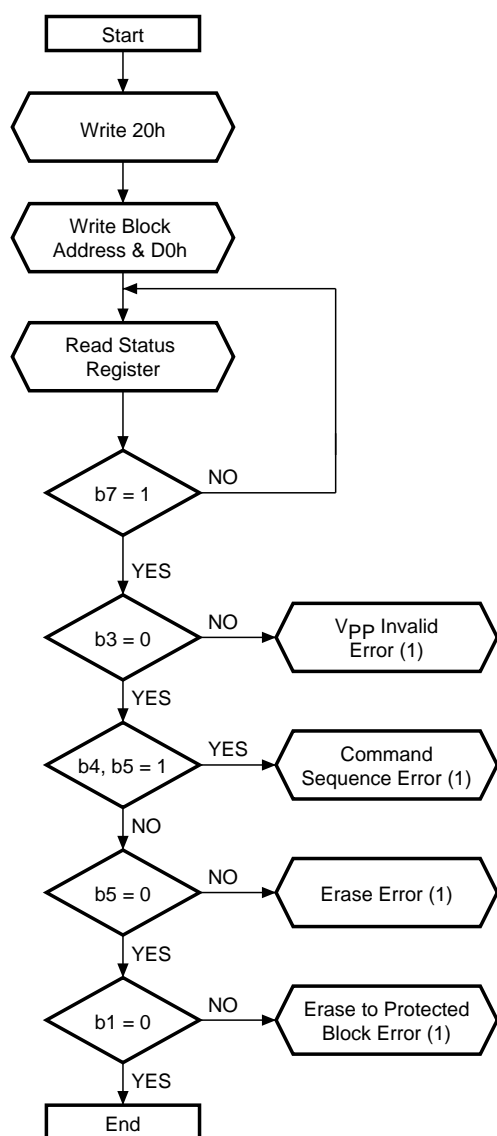 Start
Write 20h
Write Block
Address & D0h
Read Status
Register
b7 = 1
NO
YES
b3 = 0
NO
VPP Invalid
Error (1)
YES
b4, b5 = 1
YES
Command
Sequence Error (1)
NO
b5 = 0
NO
Erase Error (1)
YES
b1 = 0
NO
Erase to Protected
Block Error (1)
YES
End